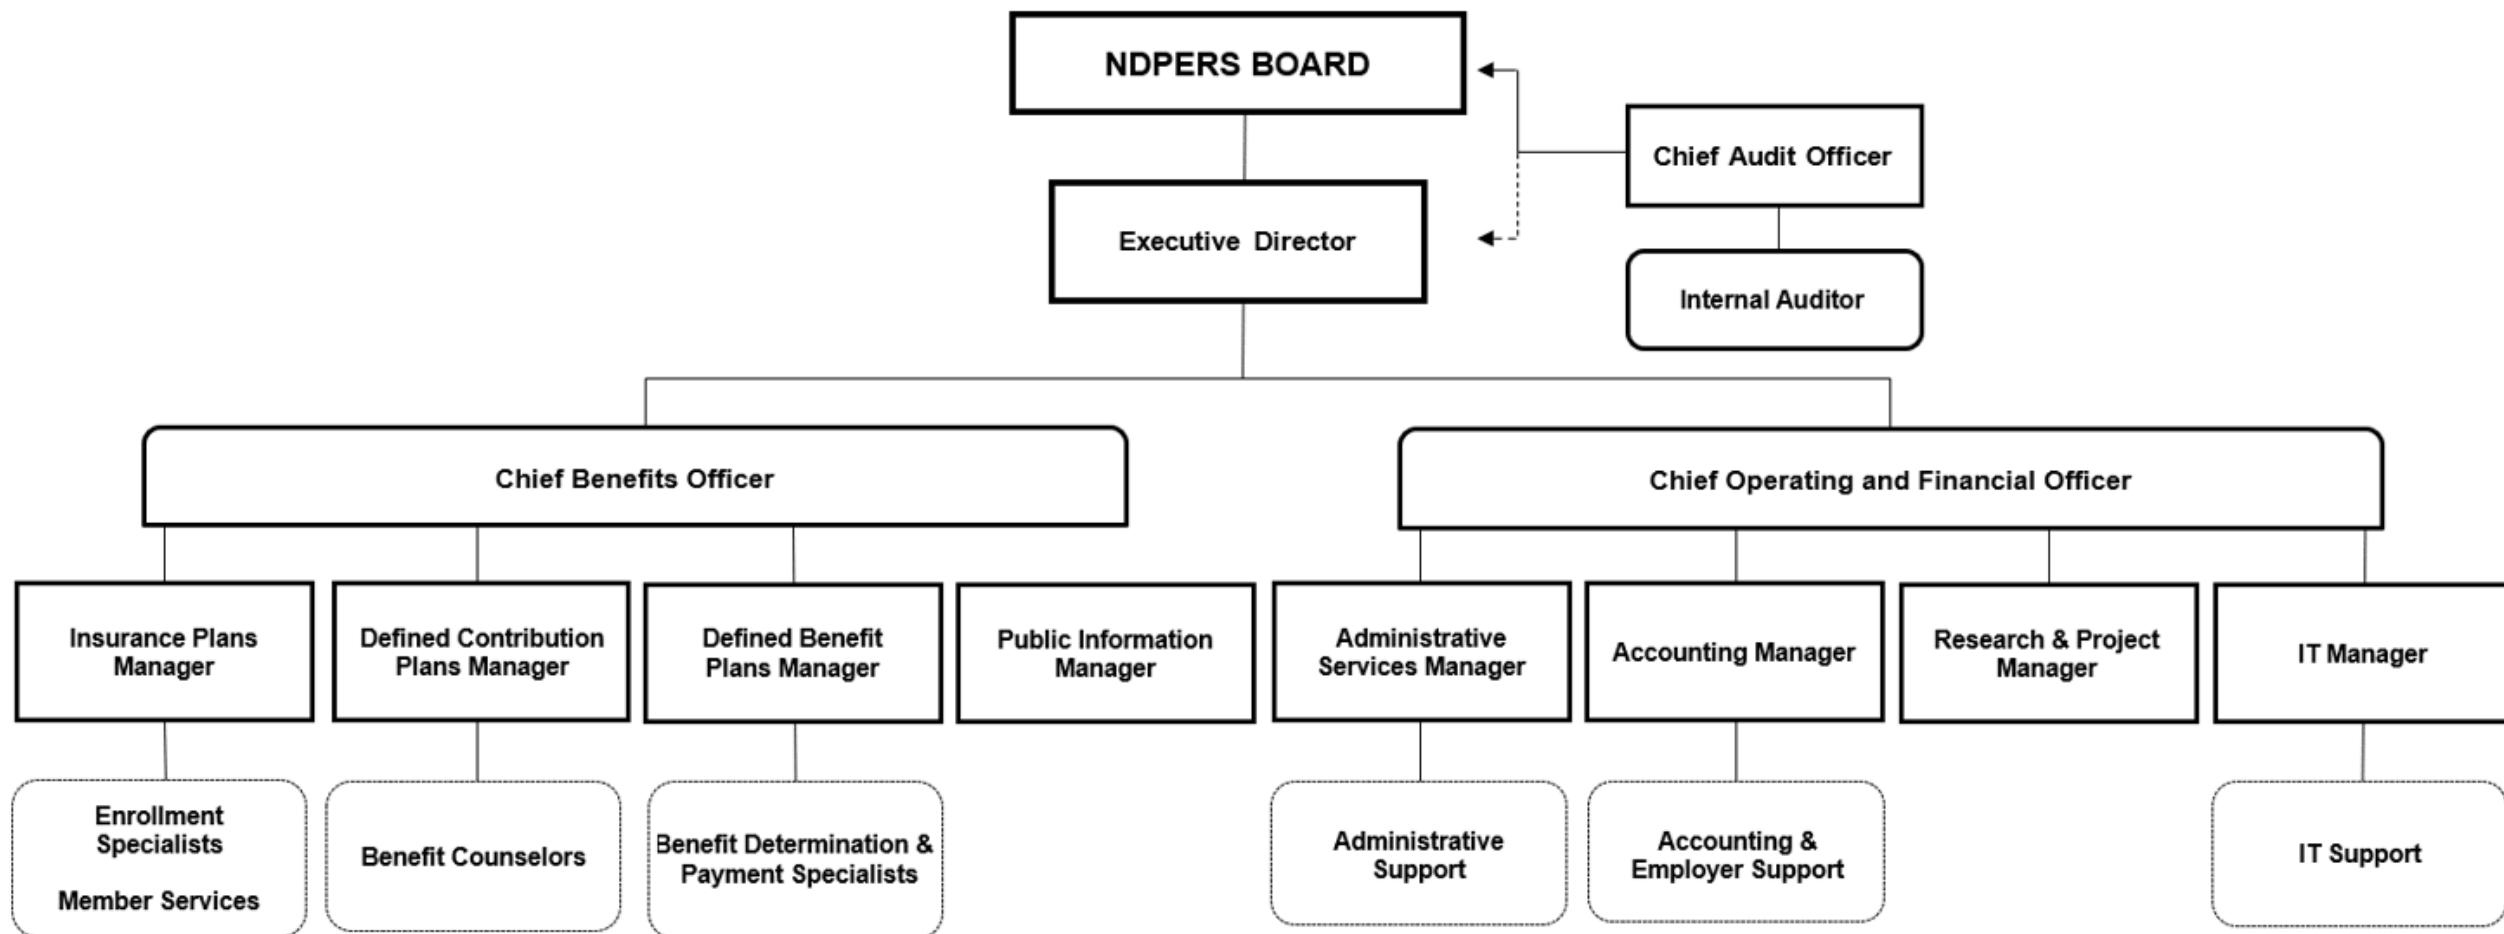 NDPERS BOARD
Chief Audit Officer
Executive Director
Internal Auditor
Chief Benefits Officer
Chief Operating and Financial Officer
Insurance Plans
Manager
Defined Contribution
Plans Manager
Defined Benefit
Plans Manager
Public Information
Manager
Administrative
Services Manager
Accounting Manager
Research & Project
Manager
IT Manager
Enrollment
Specialists
Member Services
Benefit Counselors
Benefit Determination &
Payment Specialists
Administrative
Support
Accounting &
Employer Support
IT Support